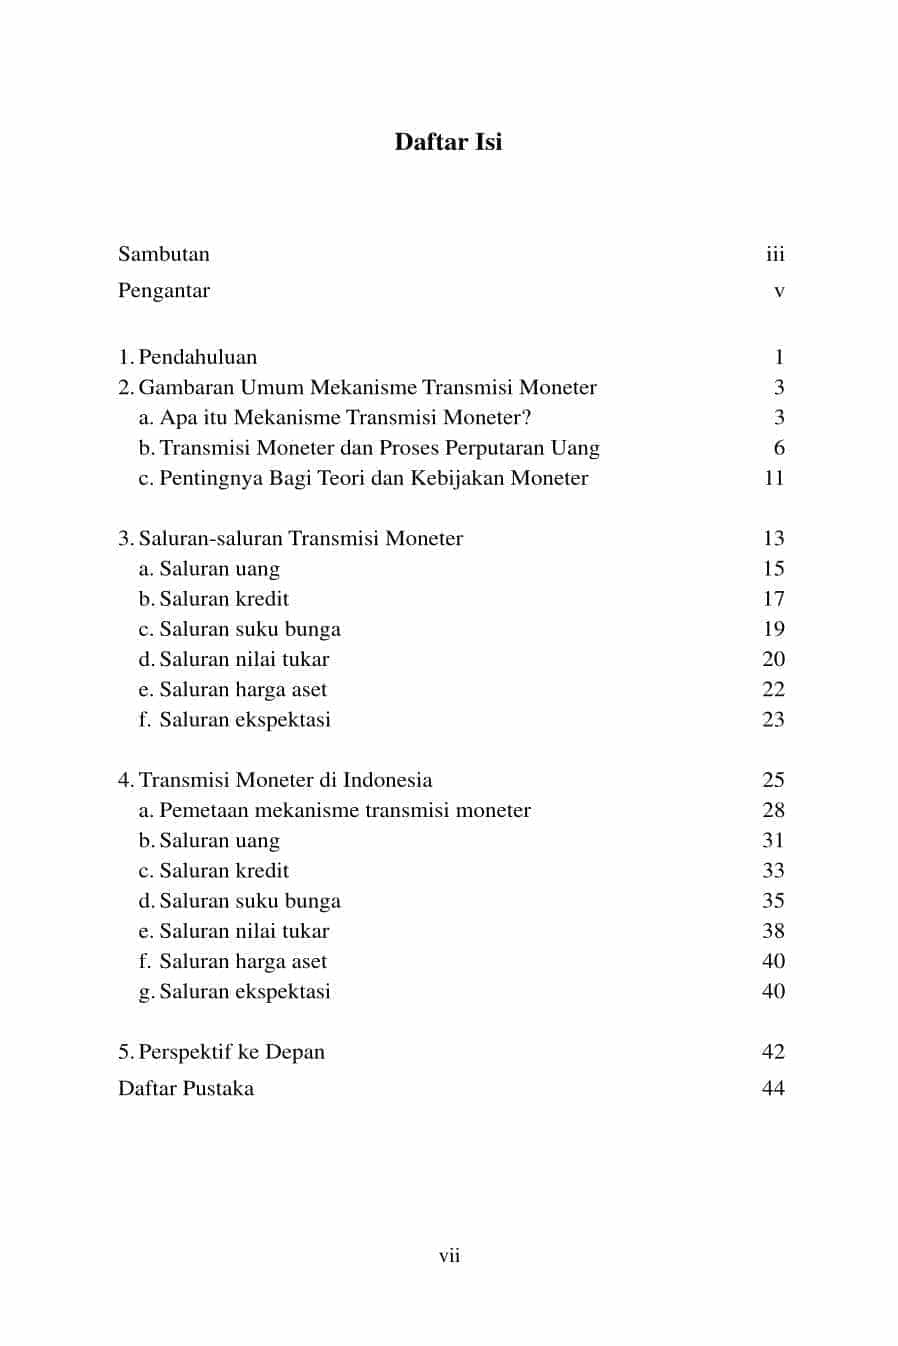 Daftar Isi
Sambutan iii
Pengantar v
1. Pendahuluan 1
2. Gambaran Umum Mekanisme Transmisi Moneter 3
a. Apa itu Mekanisme Transmisi Moneter? 3
b. Transmisi Moneter dan Proses Perputaran Uang 6
c. Pentingnya Bagi Teori dan Kebijakan Moneter 11
3. Saluran-saluran Transmisi Moneter 13
a. Saluran uang 15
b. Saluran kredit 17
c. Saluran suku bunga 19
d. Saluran nilai tukar 20
e. Saluran harga aset 22
f. Saluran ekspektasi 23
4. Transmisi Moneter di Indonesia 25
a. Pemetaan mekanisme transmisi moneter 28
b. Saluran uang 31
c. Saluran kredit 33
d. Saluran suku bunga 35
e. Saluran nilai tukar 38
f. Saluran harga aset 40
g. Saluran ekspektasi 40
5. Perspektif ke Depan 42
Daftar Pustaka 44
vii